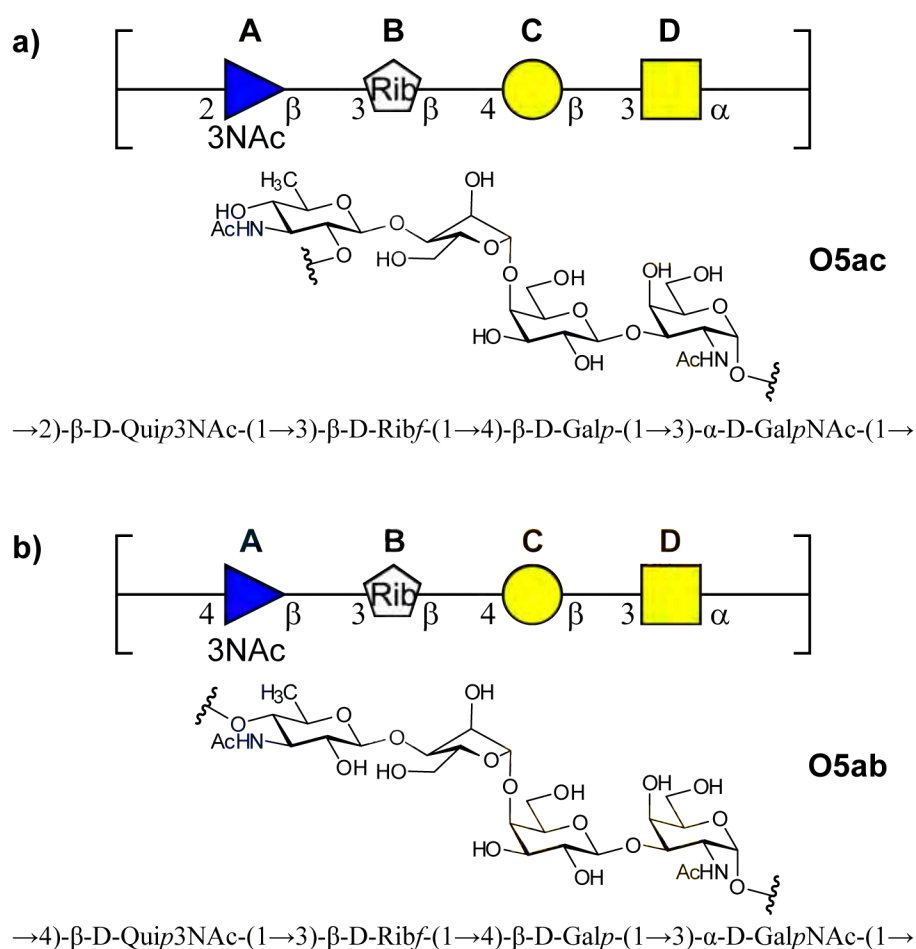 a)
A B C D
Rib
2 β 3 β 4 β 3 α
3NAc
H₃C OH
HO O O OH OH
AcHN O HO O OH
O O
O5ac
HO O O
OH AcHN O
→2)-β-D-Quip3NAc-(1→3)-β-D-Ribf-(1→4)-β-D-Galp-(1→3)-α-D-GalpNAc-(1→
b)
A B C D
Rib
4 β 3 β 4 β 3 α
3NAc
H₃C OH
O O O OH OH
AcHN OH HO O OH
O O
O5ab
HO O O
OH AcHN O
→4)-β-D-Quip3NAc-(1→3)-β-D-Ribf-(1→4)-β-D-Galp-(1→3)-α-D-GalpNAc-(1→